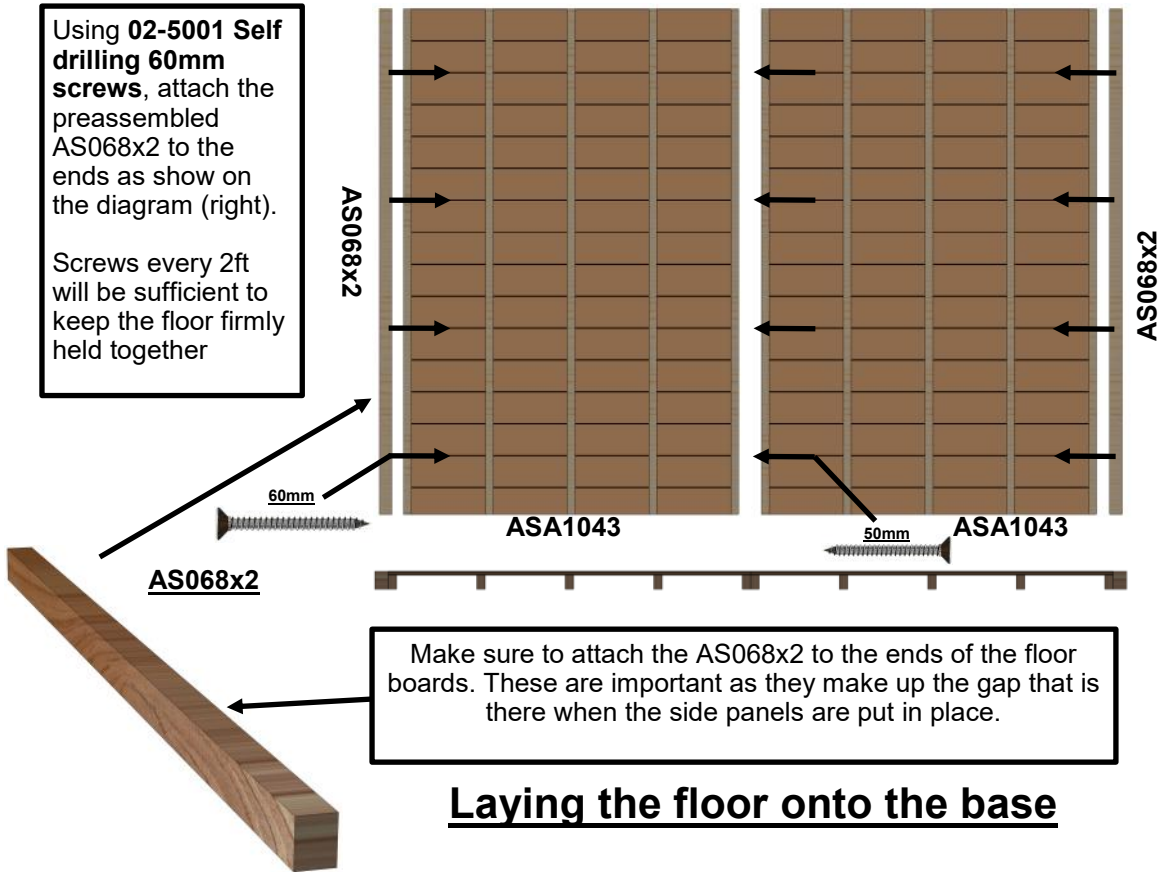 Using 02-5001 Self
drilling 60mm
screws, attach the
preassembled
AS068x2 to the
ends as show on
the diagram (right).
Screws every 2ft
will be sufficient to
keep the floor firmly
held together
AS068x2
AS068x2
60mm
ASA1043
50mm
ASA1043
AS068x2
Make sure to attach the AS068x2 to the ends of the floor
boards. These are important as they make up the gap that is
there when the side panels are put in place.
Laying the floor onto the base